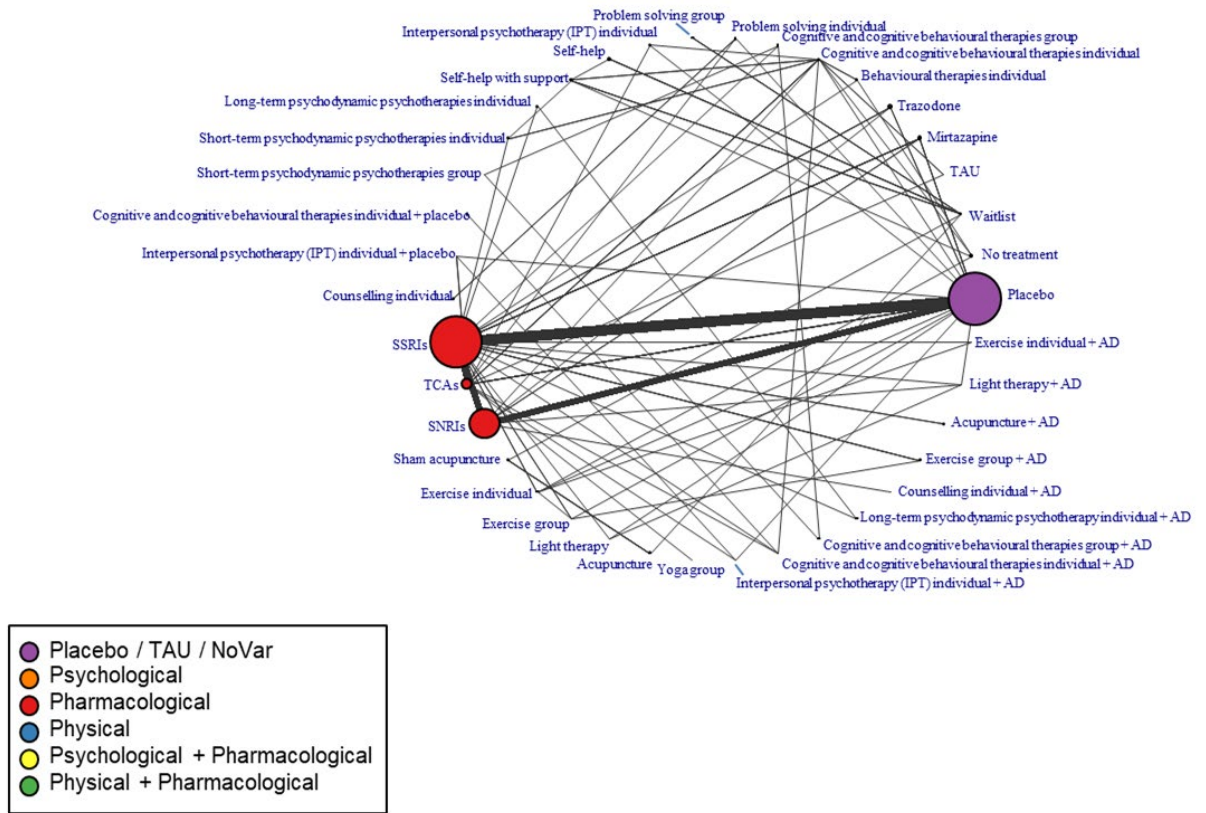 Problem solving group
Problem solving individual
Interpersonal psychotherapy (IPT) individual
Cognitive and cognitive behavioural therapies group
Self-help
Cognitive and cognitive behavioural therapies individual
Self-help with support
Behavioural therapies individual
Long-term psychodynamic psychotherapies individual
Trazodone
Short-term psychodynamic psychotherapies individual
Mirtazapine
Short-term psychodynamic psychotherapies group
TAU
Cognitive and cognitive behavioural therapies individual + placebo
Waitlist
Interpersonal psychotherapy (IPT) individual + placebo
No treatment
Counselling individual
Placebo
SSRIs
Exercise individual + AD
TCAs
Light therapy + AD
SNRIs
Acupuncture + AD
Sham acupuncture
Exercise group + AD
Exercise individual
Counselling individual + AD
Exercise group
Long-term psychodynamic psychotherapy individual + AD
Light therapy
Cognitive and cognitive behavioural therapies group + AD
Acupuncture
Yoga group
Cognitive and cognitive behavioural therapies individual + AD
Interpersonal psychotherapy (IPT) individual + AD
Placebo / TAU / NoVar
Psychological
Pharmacological
Physical
Psychological + Pharmacological
Physical + Pharmacological